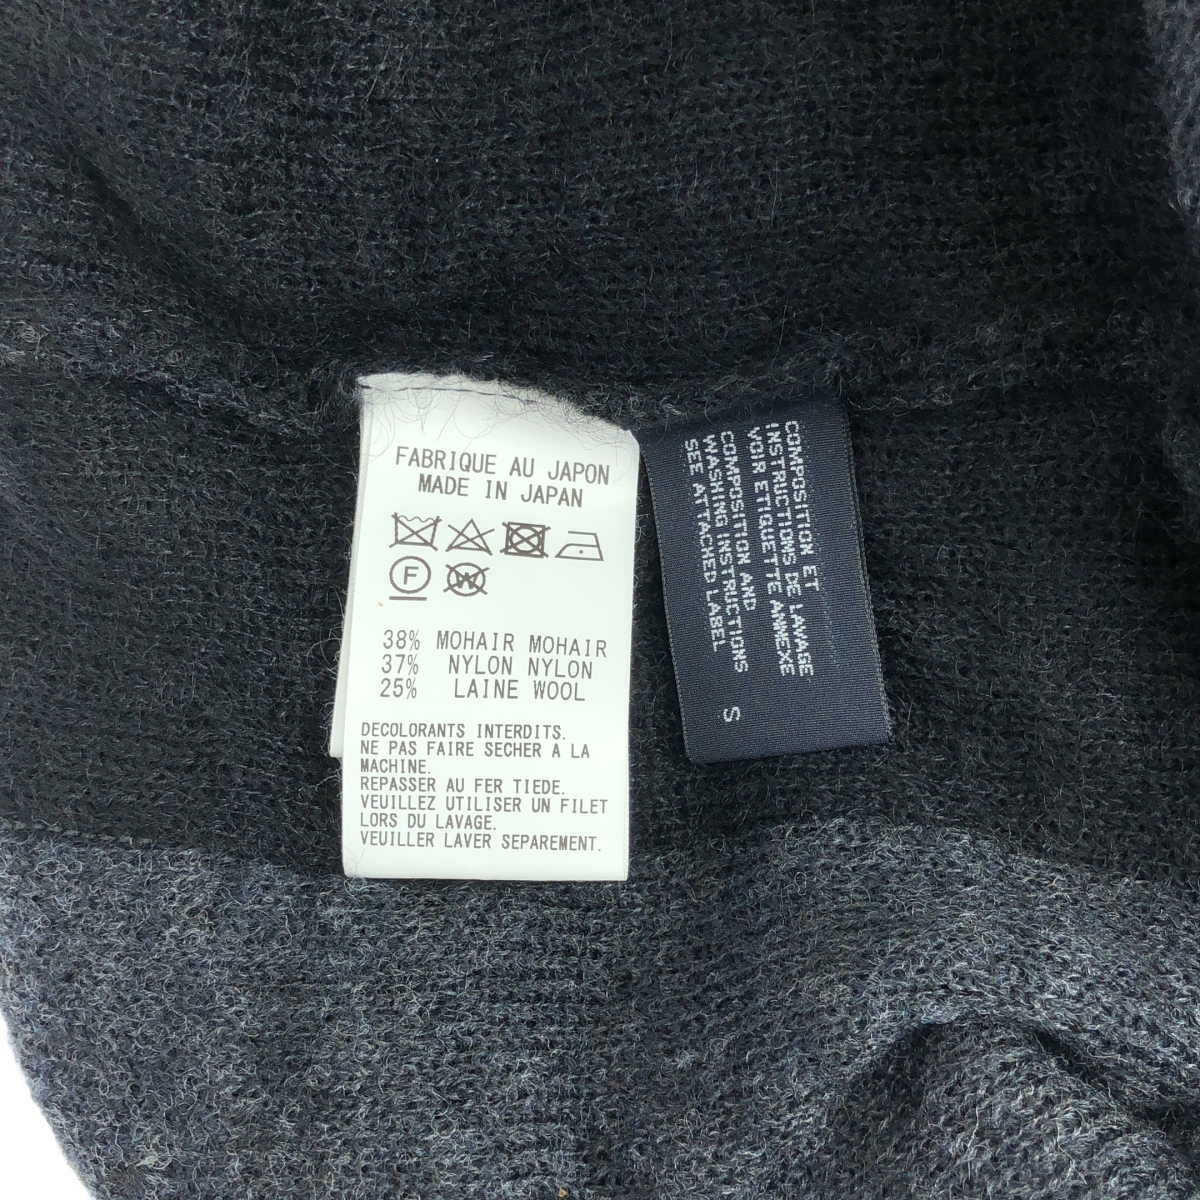 FABRIQUE AU JAPON
MADE IN JAPAN
F
W
38% MOHAIR MOHAIR
37% NYLON NYLON
25% LAINE WOOL
DECOLORANTS INTERDITS.
NE PAS FAIRE SECHER A LA
MACHINE.
REPASSER AU FER TIEDE.
VEUILLEZ UTILISER UN FILET
LORS DU LAVAGE.
VEUILLER LAVER SEPAREMENT.
COMPOSITION ET
INSTRUCTIONS DE LAVAGE
VOIR ETIQUETTE ANNEXE
COMPOSITION AND
WASHING INSTRUCTIONS
SEE ATTACHED LABEL
S